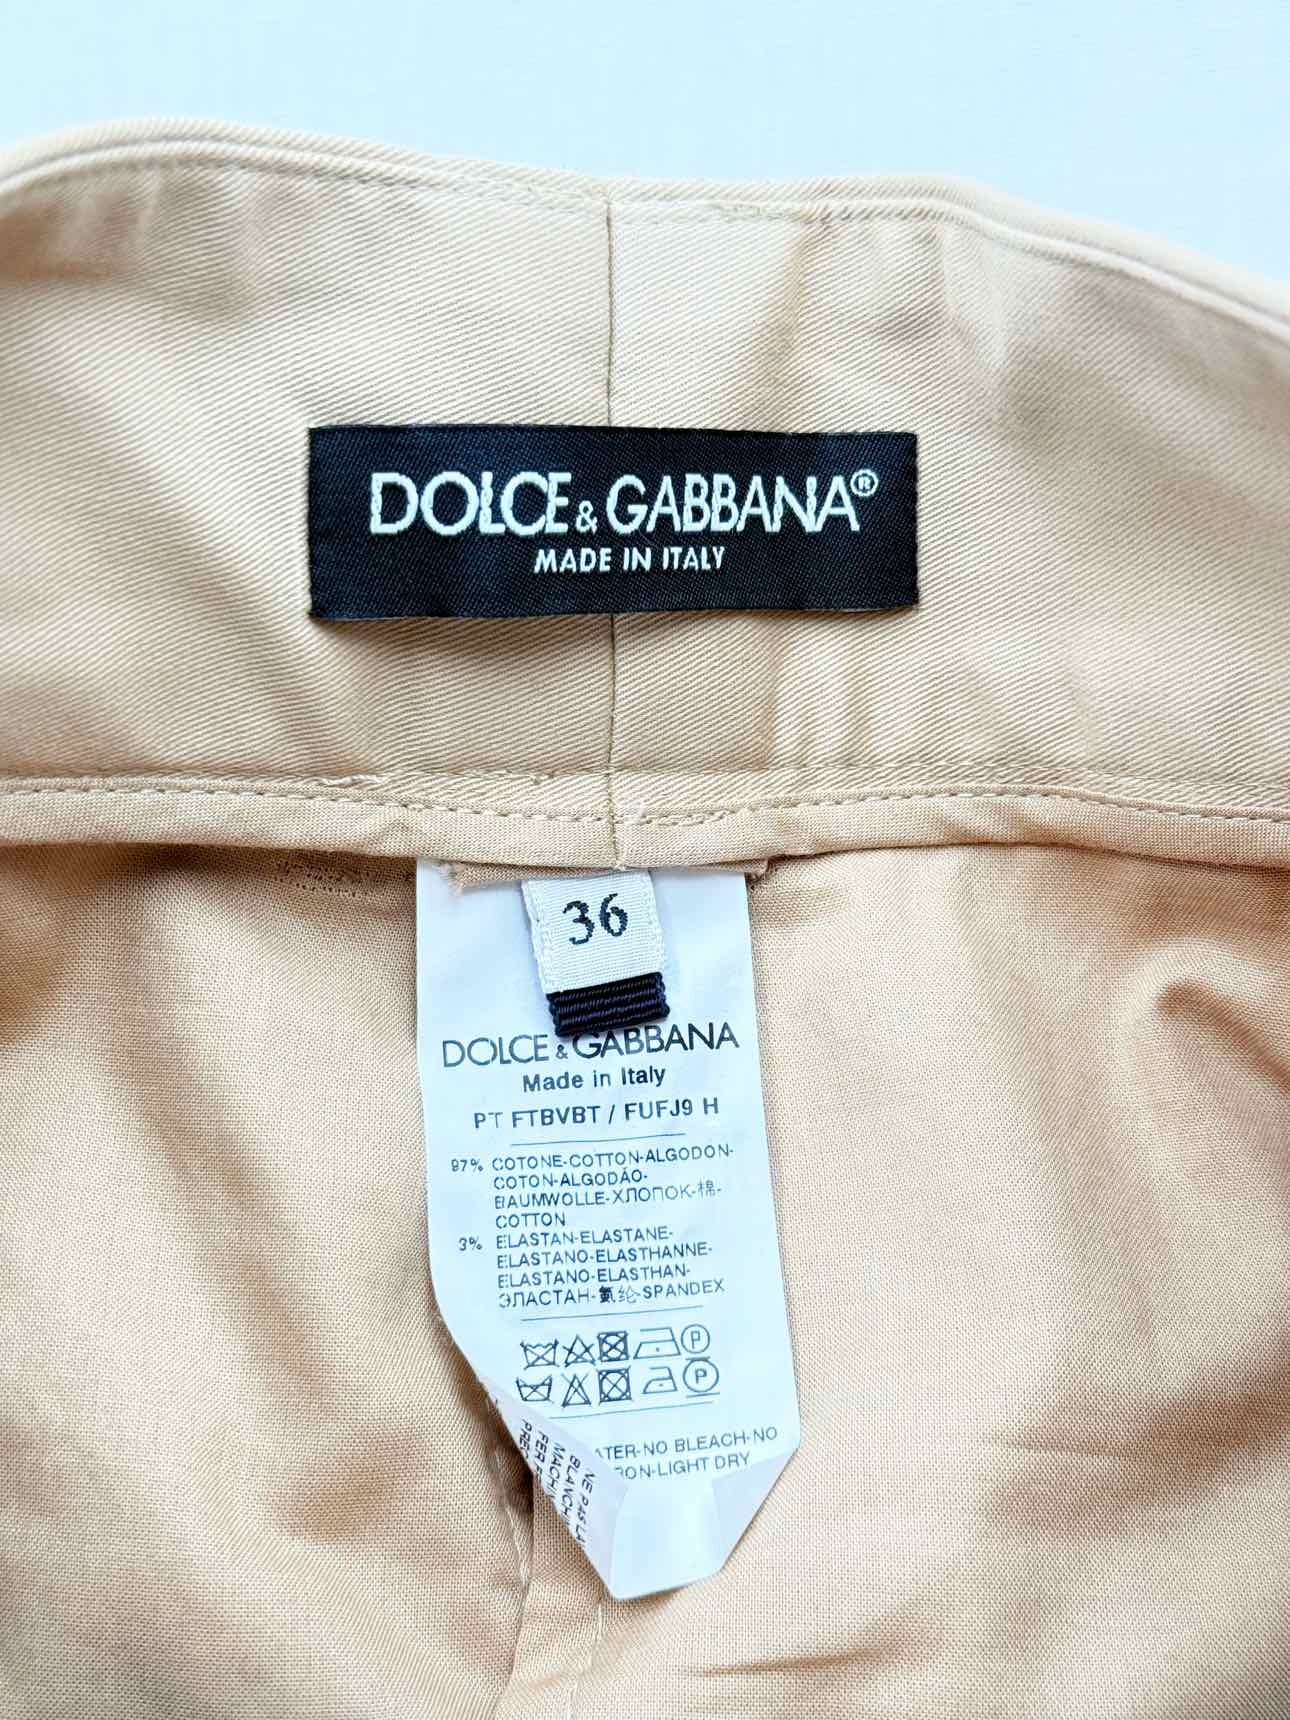 DOLCE & GABBANA®
MADE IN ITALY
36
DOLCE & GABBANA
Made in Italy
PT FTBVBT / FUFJ9 H
97% COTONE-COTTON-ALGODON-
COTON-ALGODÃO-
BAUMWOLLE-ХЛОПОК-棉-
COTTON
3% ELASTAN-ELASTANE-
ELASTANO-ELASTHANNE-
ELASTANO-ELASTHAN-
ЭЛАСТАН-氨纶-SPANDEX
P
P
-NO BLEACH-NO
-LIGHT DRY
NE PAS